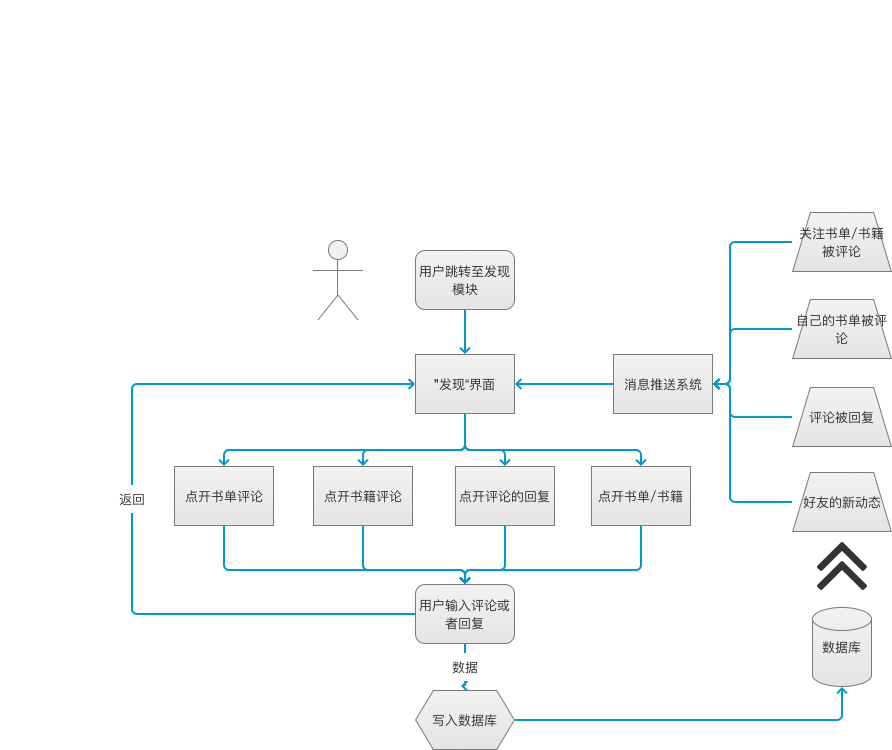 关注书单/书籍
被评论
用户跳转至发现
模块
自己的书单被评
论
"发现“界面
消息推送系统
评论被回复
返回
点开书单评论
点开书籍评论
点开评论的回复
点开书单/书籍
好友的新动态
用户输入评论或
者回复
数据
数据库
写入数据库